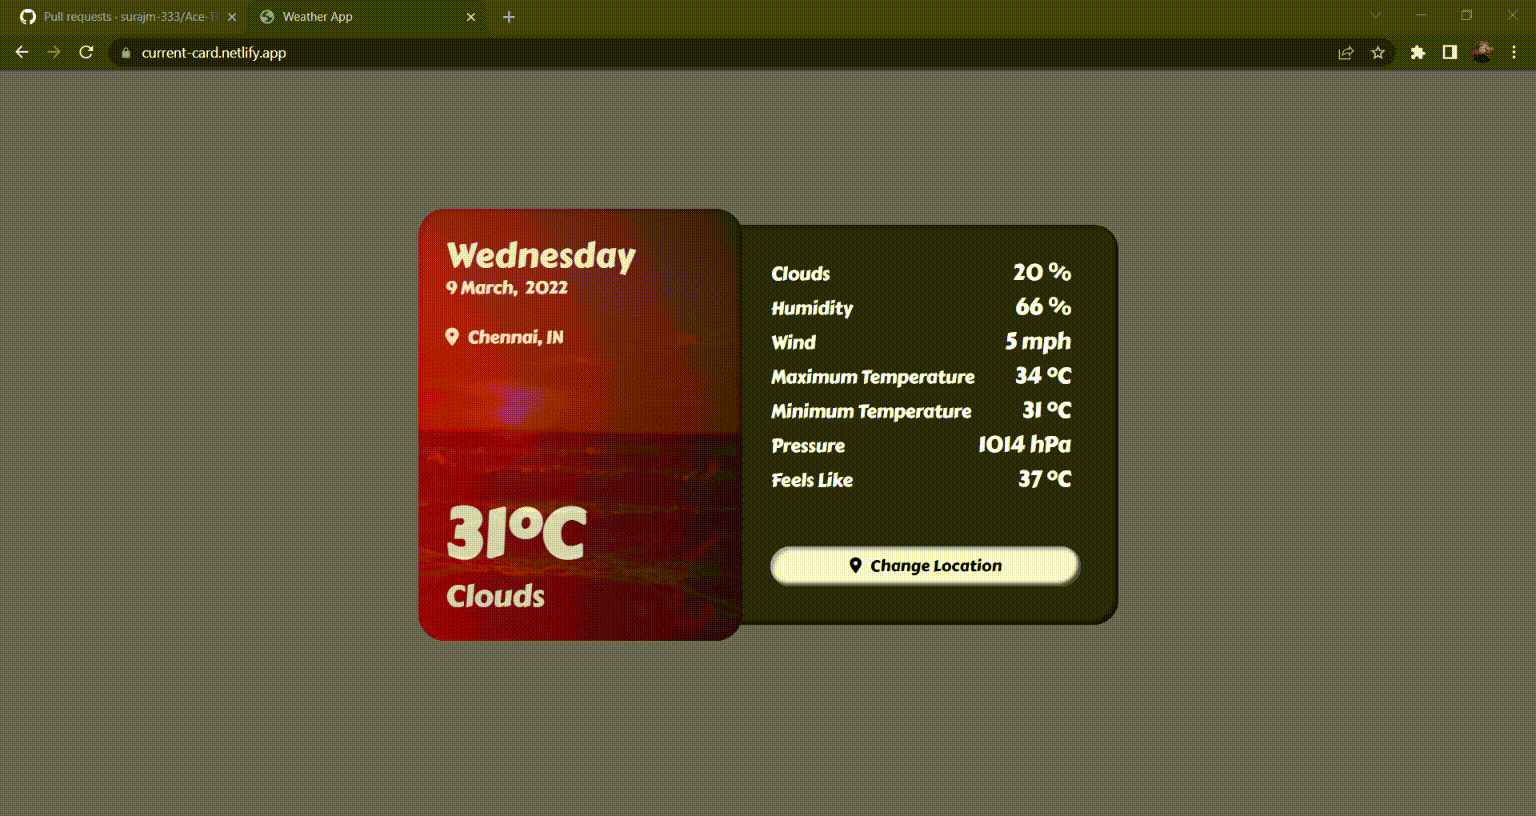 Pull requests · surajm-333/Ace-T
Weather App
current-card.netlify.app
Wednesday
9 March, 2022
Chennai, IN
31°C
Clouds
Clouds 20 %
Humidity 66 %
Wind 5 mph
Maximum Temperature 34 °C
Minimum Temperature 31 °C
Pressure 1014 hPa
Feels Like 37 °C
Change Location